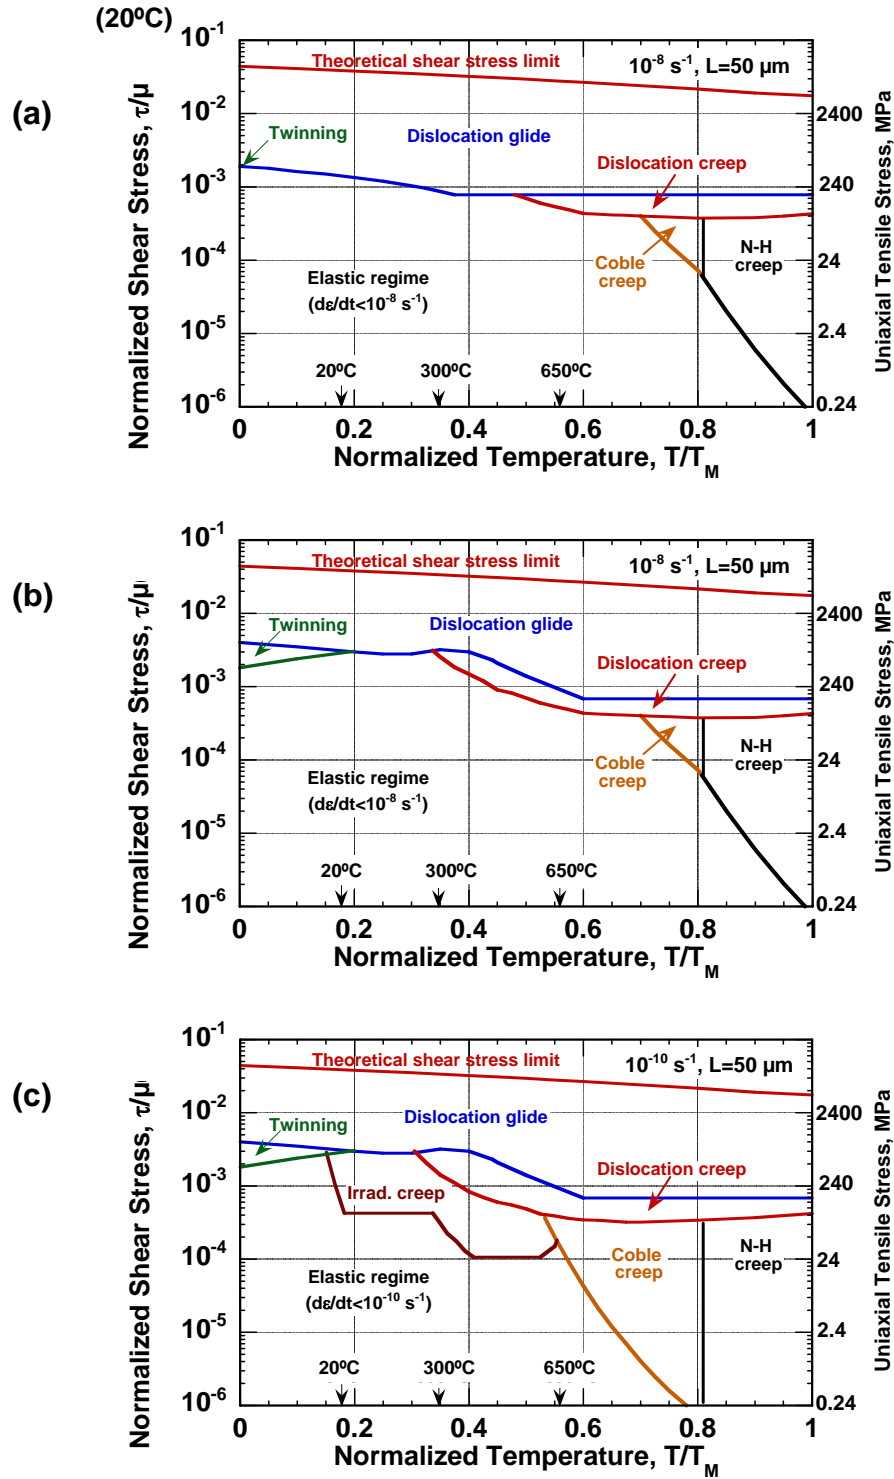 (20ºC)
(a)
10^-1
10^-2
10^-3
10^-4
10^-5
10^-6
Normalized Shear Stress, τ/μ
Theoretical shear stress limit
10^-8 s^-1, L=50 μm
Twinning
Dislocation glide
Dislocation creep
Coble
creep
N-H
creep
Elastic regime
(dε/dt<10^-8 s^-1)
20ºC
300ºC
650ºC
2400
240
24
2.4
0.24
Uniaxial Tensile Stress, MPa
0
0.2
0.4
0.6
0.8
1
Normalized Temperature, T/T_M
(b)
10^-1
10^-2
10^-3
10^-4
10^-5
10^-6
Normalized Shear Stress, τ/μ
Theoretical shear stress limit
10^-8 s^-1, L=50 μm
Twinning
Dislocation glide
Dislocation creep
Coble
creep
N-H
creep
Elastic regime
(dε/dt<10^-8 s^-1)
20ºC
300ºC
650ºC
2400
240
24
2.4
0.24
Uniaxial Tensile Stress, MPa
0
0.2
0.4
0.6
0.8
1
Normalized Temperature, T/T_M
(c)
10^-1
10^-2
10^-3
10^-4
10^-5
10^-6
Normalized Shear Stress, τ/μ
Theoretical shear stress limit
10^-10 s^-1, L=50 μm
Twinning
Dislocation glide
Dislocation creep
Irrad. creep
Coble
creep
N-H
creep
Elastic regime
(dε/dt<10^-10 s^-1)
20ºC
300ºC
650ºC
2400
240
24
2.4
0.24
Uniaxial Tensile Stress, MPa
0
0.2
0.4
0.6
0.8
1
Normalized Temperature, T/T_M